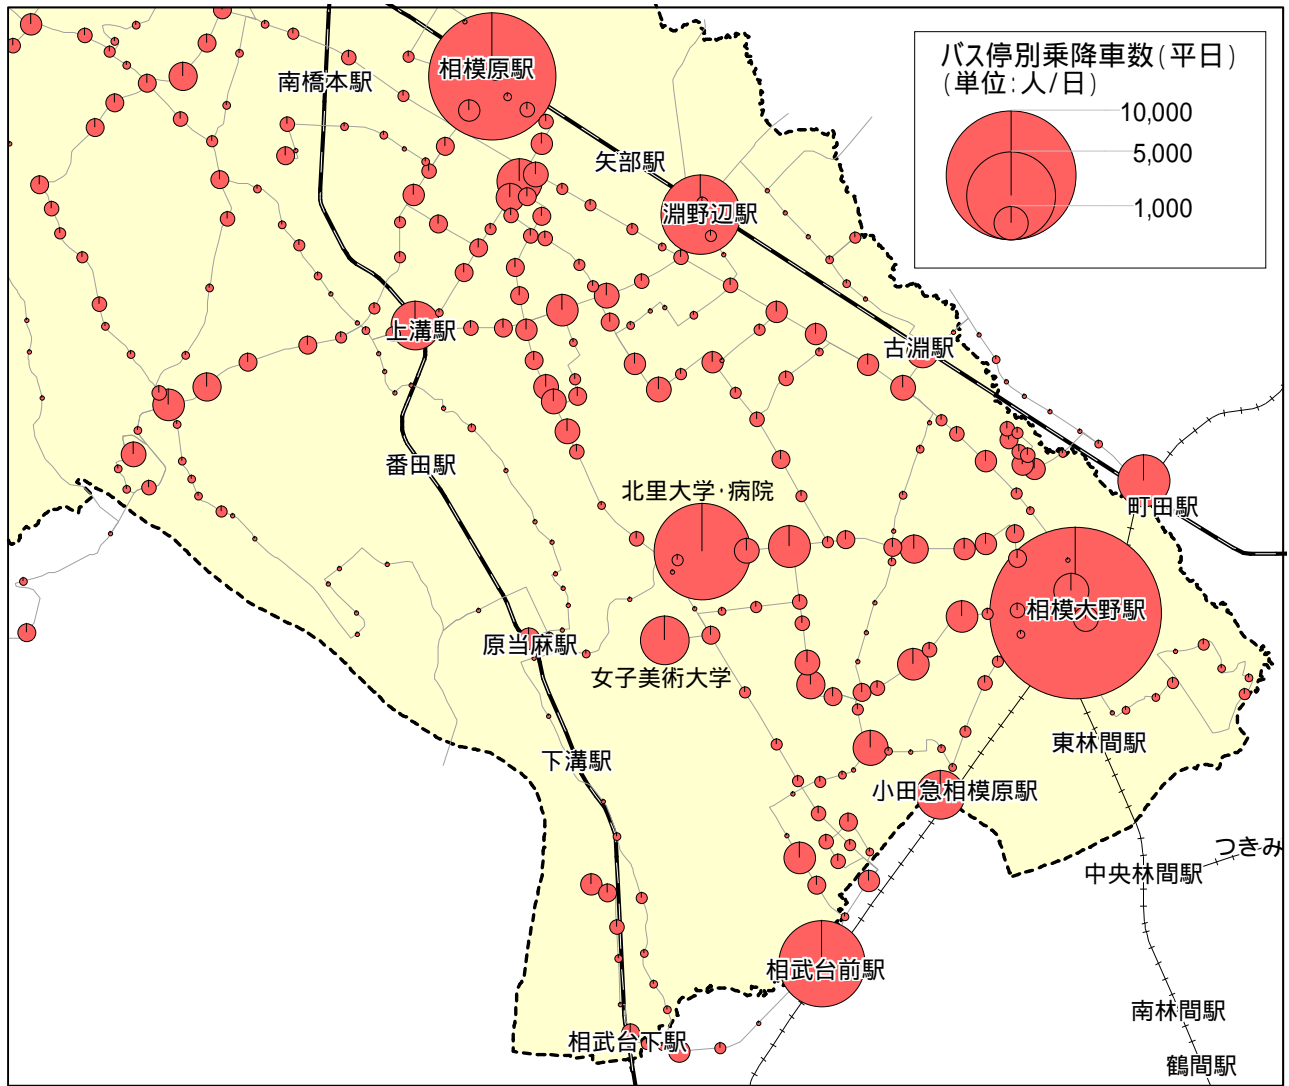 バス停別乗降車数(平日)
(単位:人/日)
10,000
5,000
1,000
相模原駅
南橋本駅
矢部駅
淵野辺駅
上溝駅
古淵駅
番田駅
北里大学・病院
町田駅
相模大野駅
原当麻駅
女子美術大学
東林間駅
下溝駅
小田急相模原駅
つきみ
中央林間駅
相武台前駅
南林間駅
相武台下駅
鶴間駅